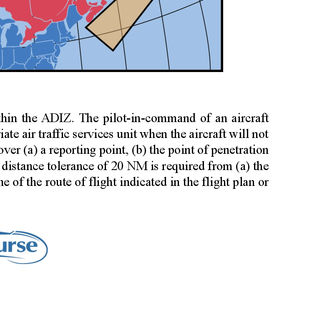 thin the ADIZ. The pilot-in-command of an aircraft
iate air traffic services unit when the aircraft will not
over (a) a reporting point, (b) the point of penetration
distance tolerance of 20 NM is required from (a) the
ne of the route of flight indicated in the flight plan or
urse